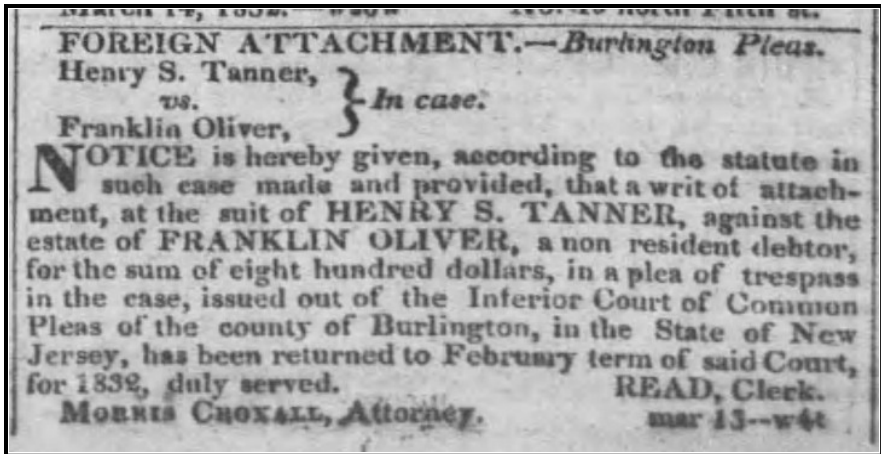 March 14, 1832.
FOREIGN ATTACHMENT.—Burlington Pleas.
Henry S. Tanner,
vs.
In case.
Franklin Oliver,
NOTICE is hereby given, according to the statute in
such case made and provided, that a writ of attach-
ment, at the suit of HENRY S. TANNER, against the
estate of FRANKLIN OLIVER, a non resident debtor,
for the sum of eight hundred dollars, in a plea of trespass
in the case, issued out of the Inferior Court of Common
Pleas of the county of Burlington, in the State of New
Jersey, has been returned to February term of said Court,
for 1832, duly served. READ, Clerk.
MORRIS CROXALL, Attorney. mar 13--w4t